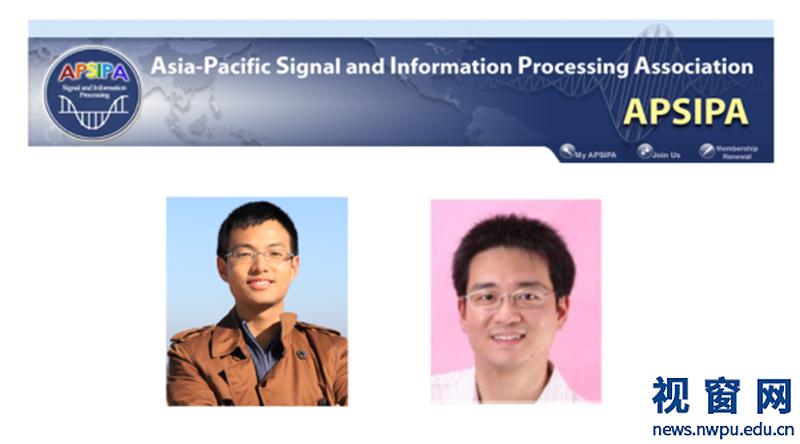 APSIPA
Signal and Information
Processing
Asia-Pacific Signal and Information Processing Association
APSIPA
My APSIPA
Join Us
Membership
Renewal
视窗网
news.nwpu.edu.cn